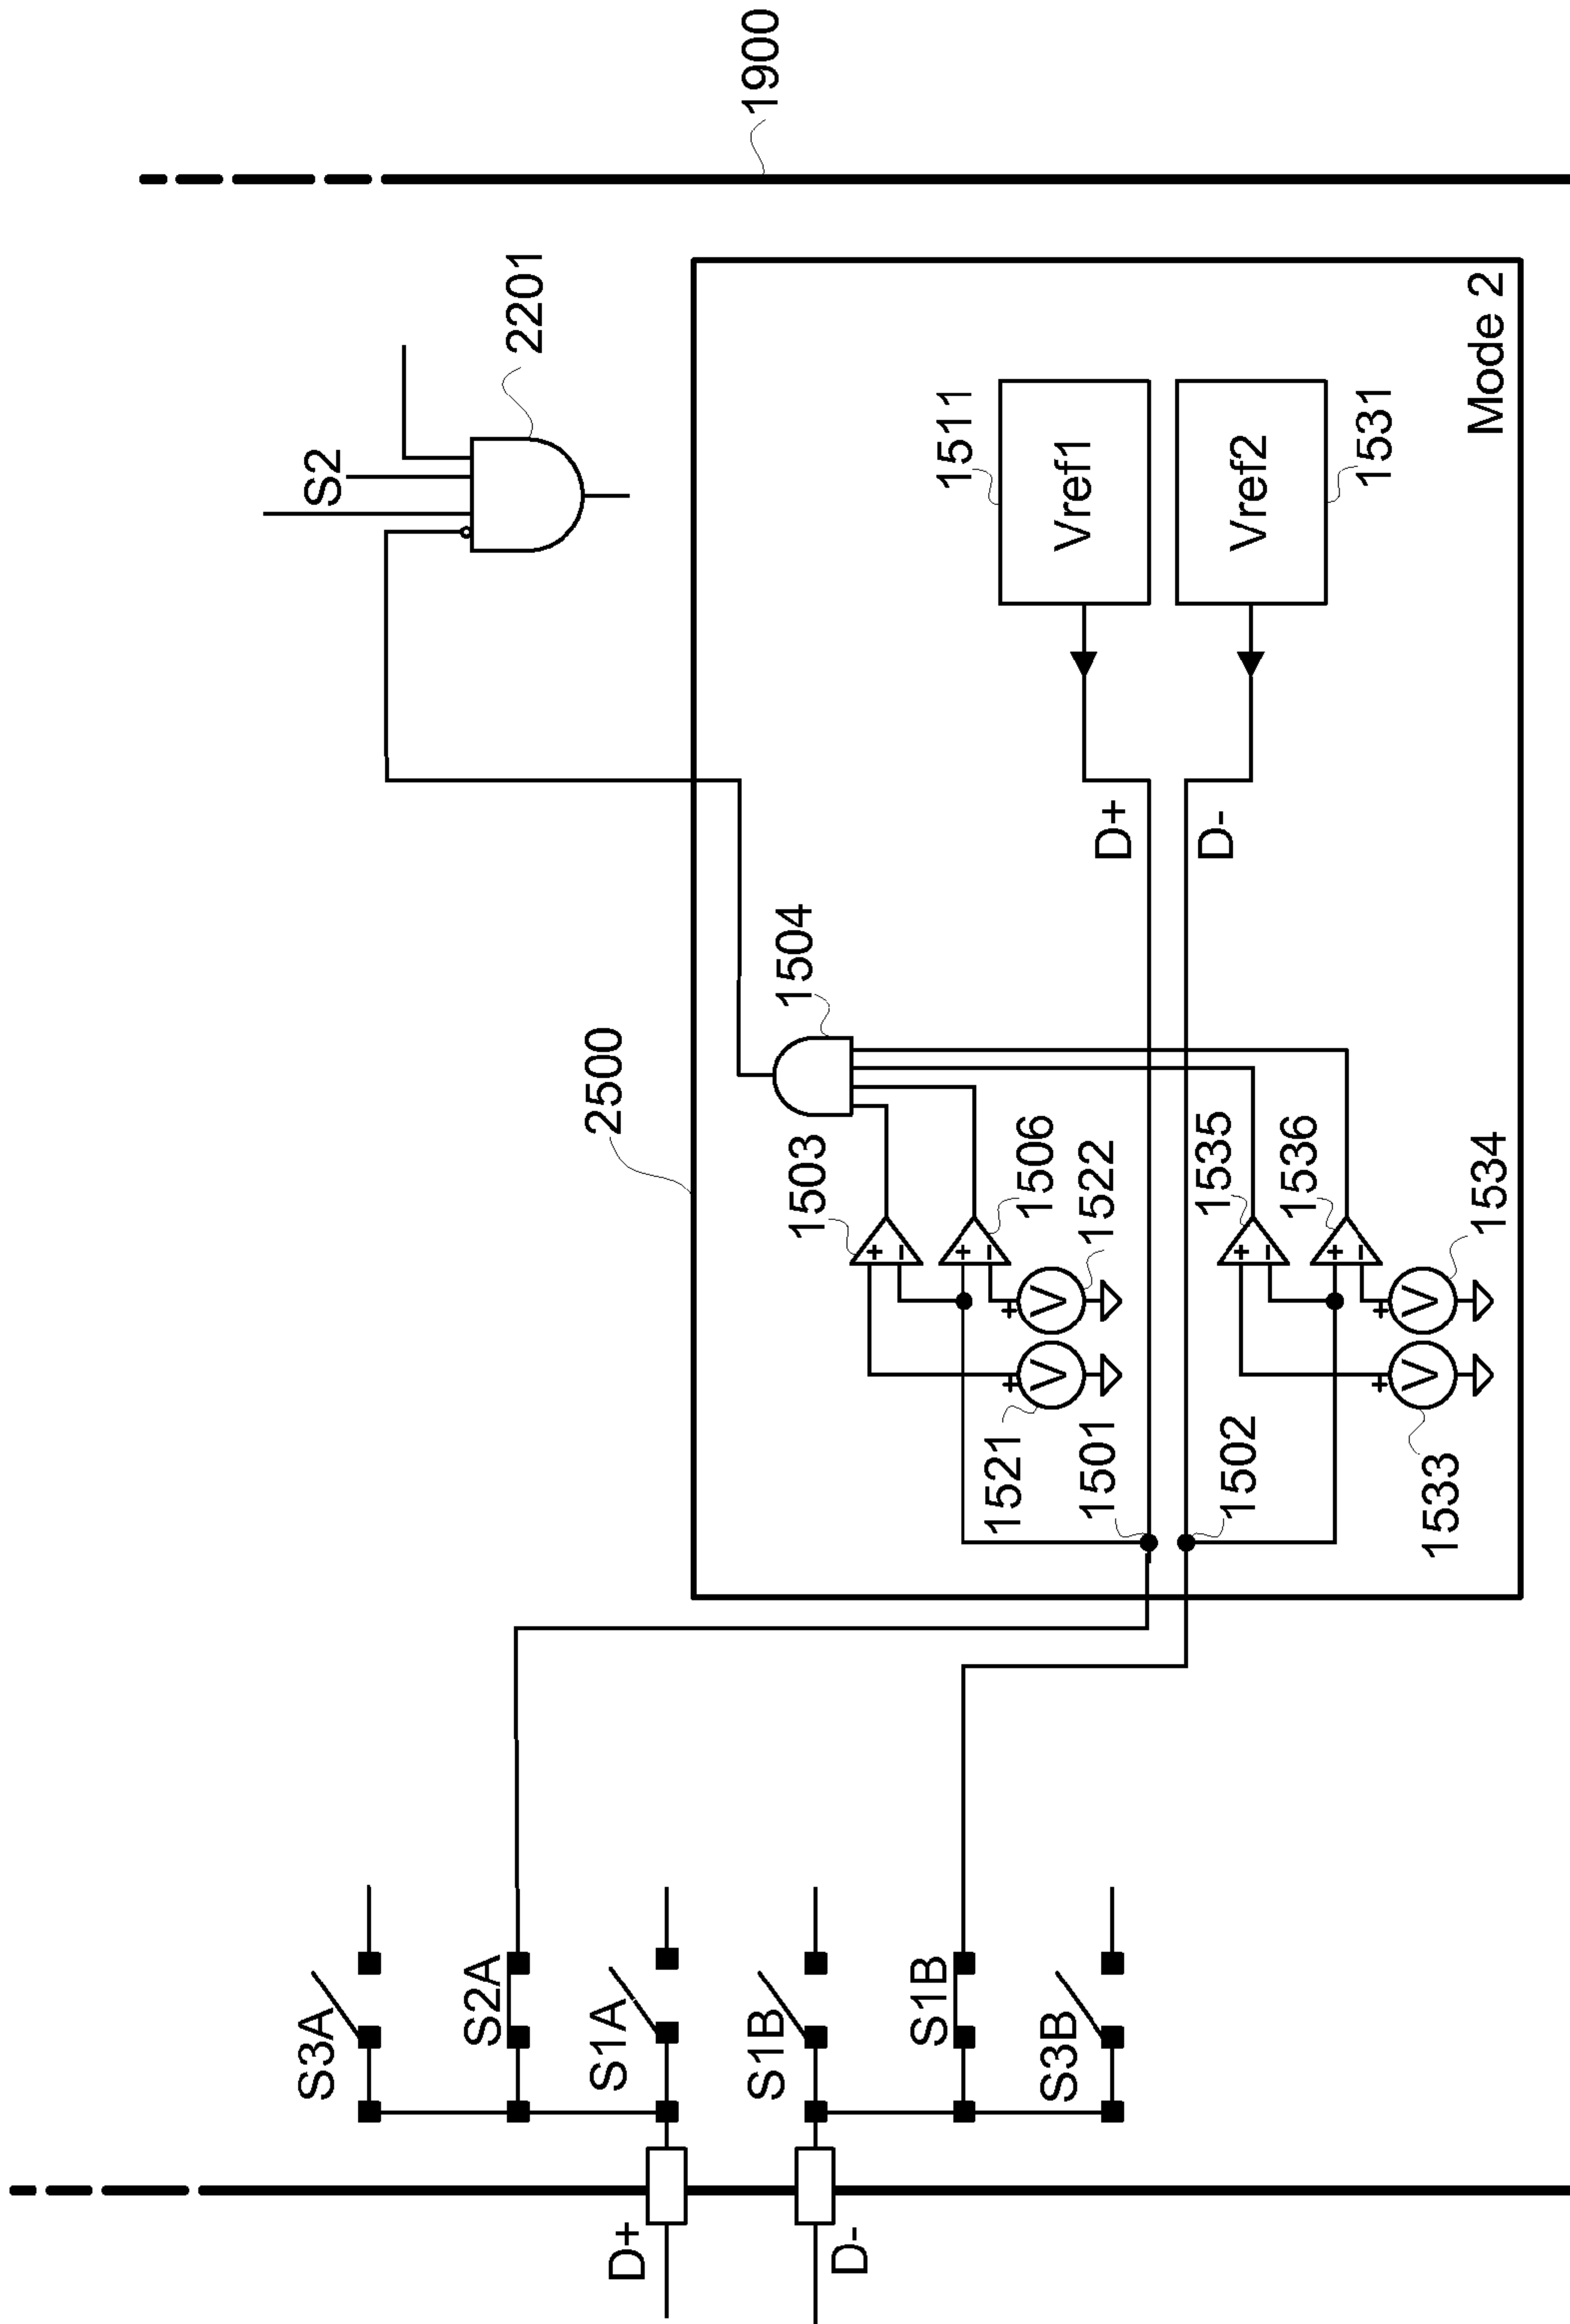 1900
S2
2201
2500
Mode 2
1504
D+
D-
1511
Vref1
Vref2
1531
1503
1506
1522
1521
1501
V
V
1535
1536
1534
1502
1533
V
V
+
-
+
-
+
-
+
-
+
+
+
+
S3A
S2A
S1A
S1B
S1B
S3B
D+
D-